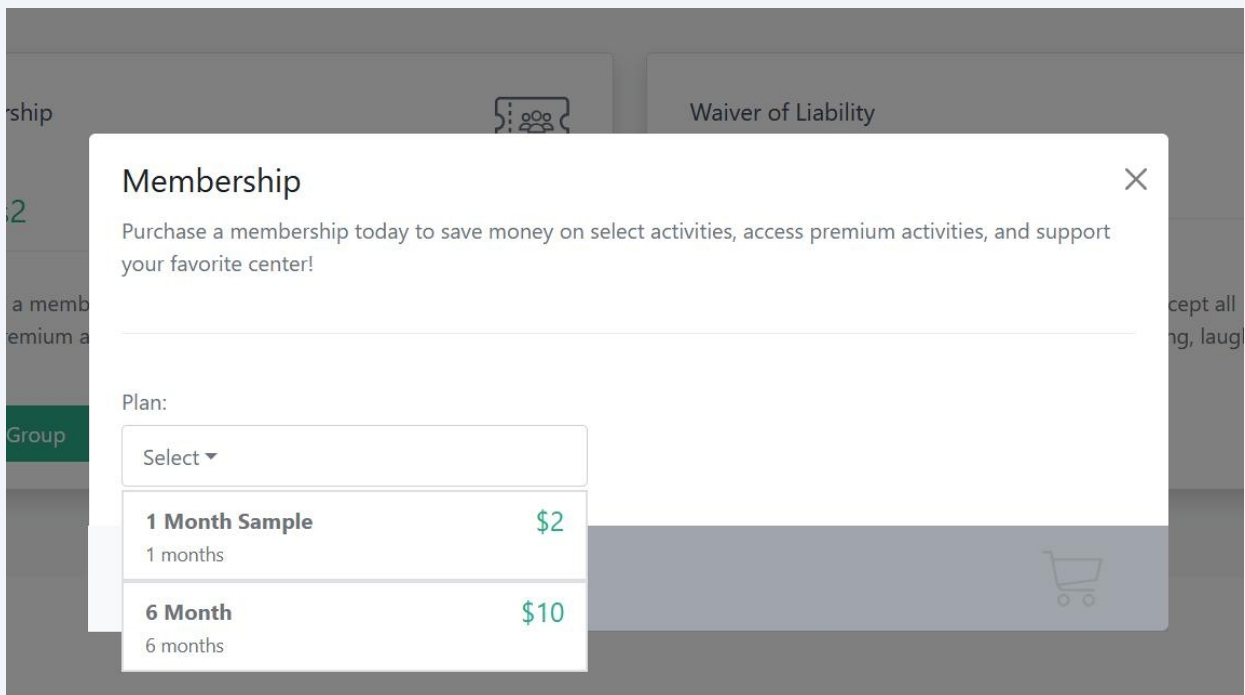 rship
Waiver of Liability
Membership
$2
Purchase a membership today to save money on select activities, access premium activities, and support
your favorite center!
a memb
cept all
remium a
ng, laugh
Plan:
Group
Select
1 Month Sample
$2
1 months
6 Month
$10
6 months